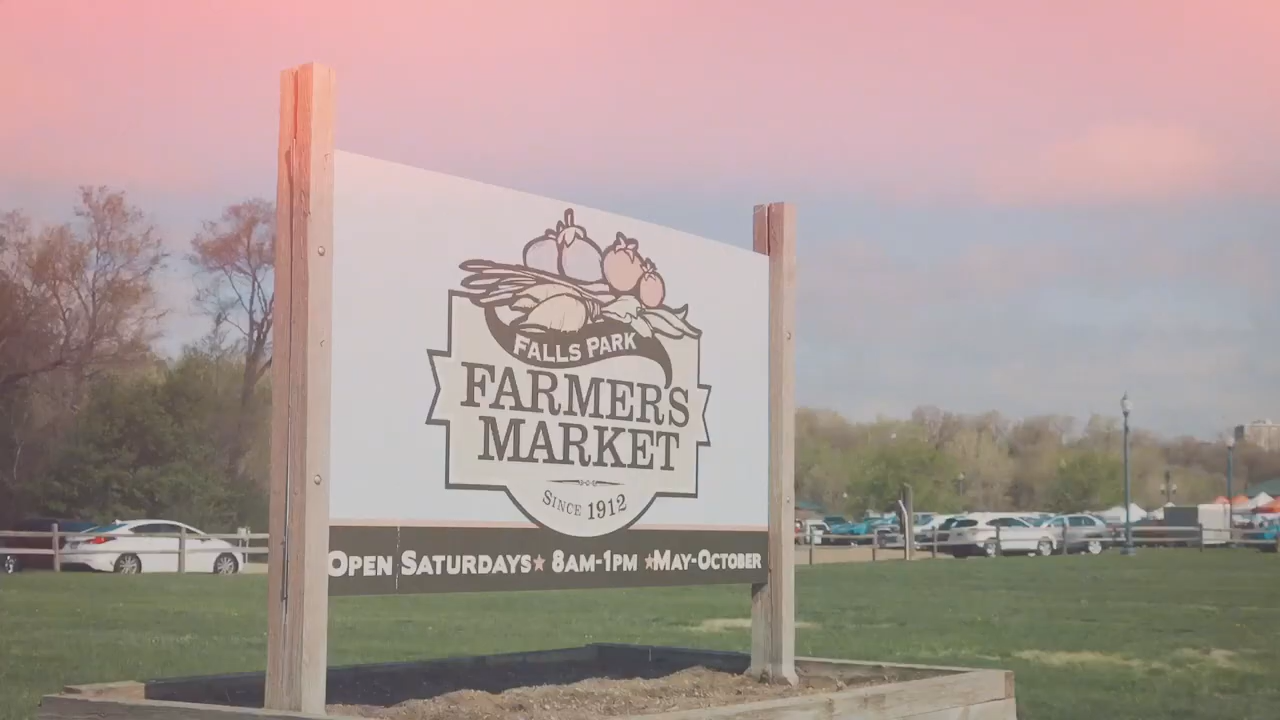 FALLS PARK
FARMERS
MARKET
SINCE 1912
OPEN SATURDAYS★8AM-1PM ★MAY-OCTOBER